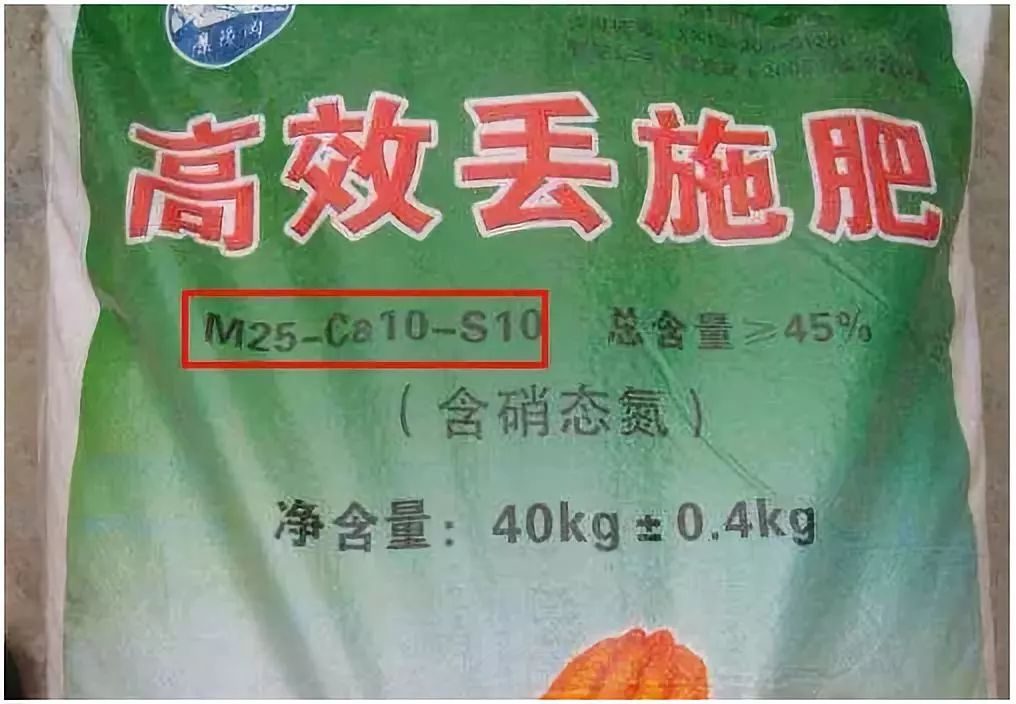 高效丢施肥
M25-Ca10-S10 总含量≥45%
(含硝态氮)
净含量：40kg±0.4kg